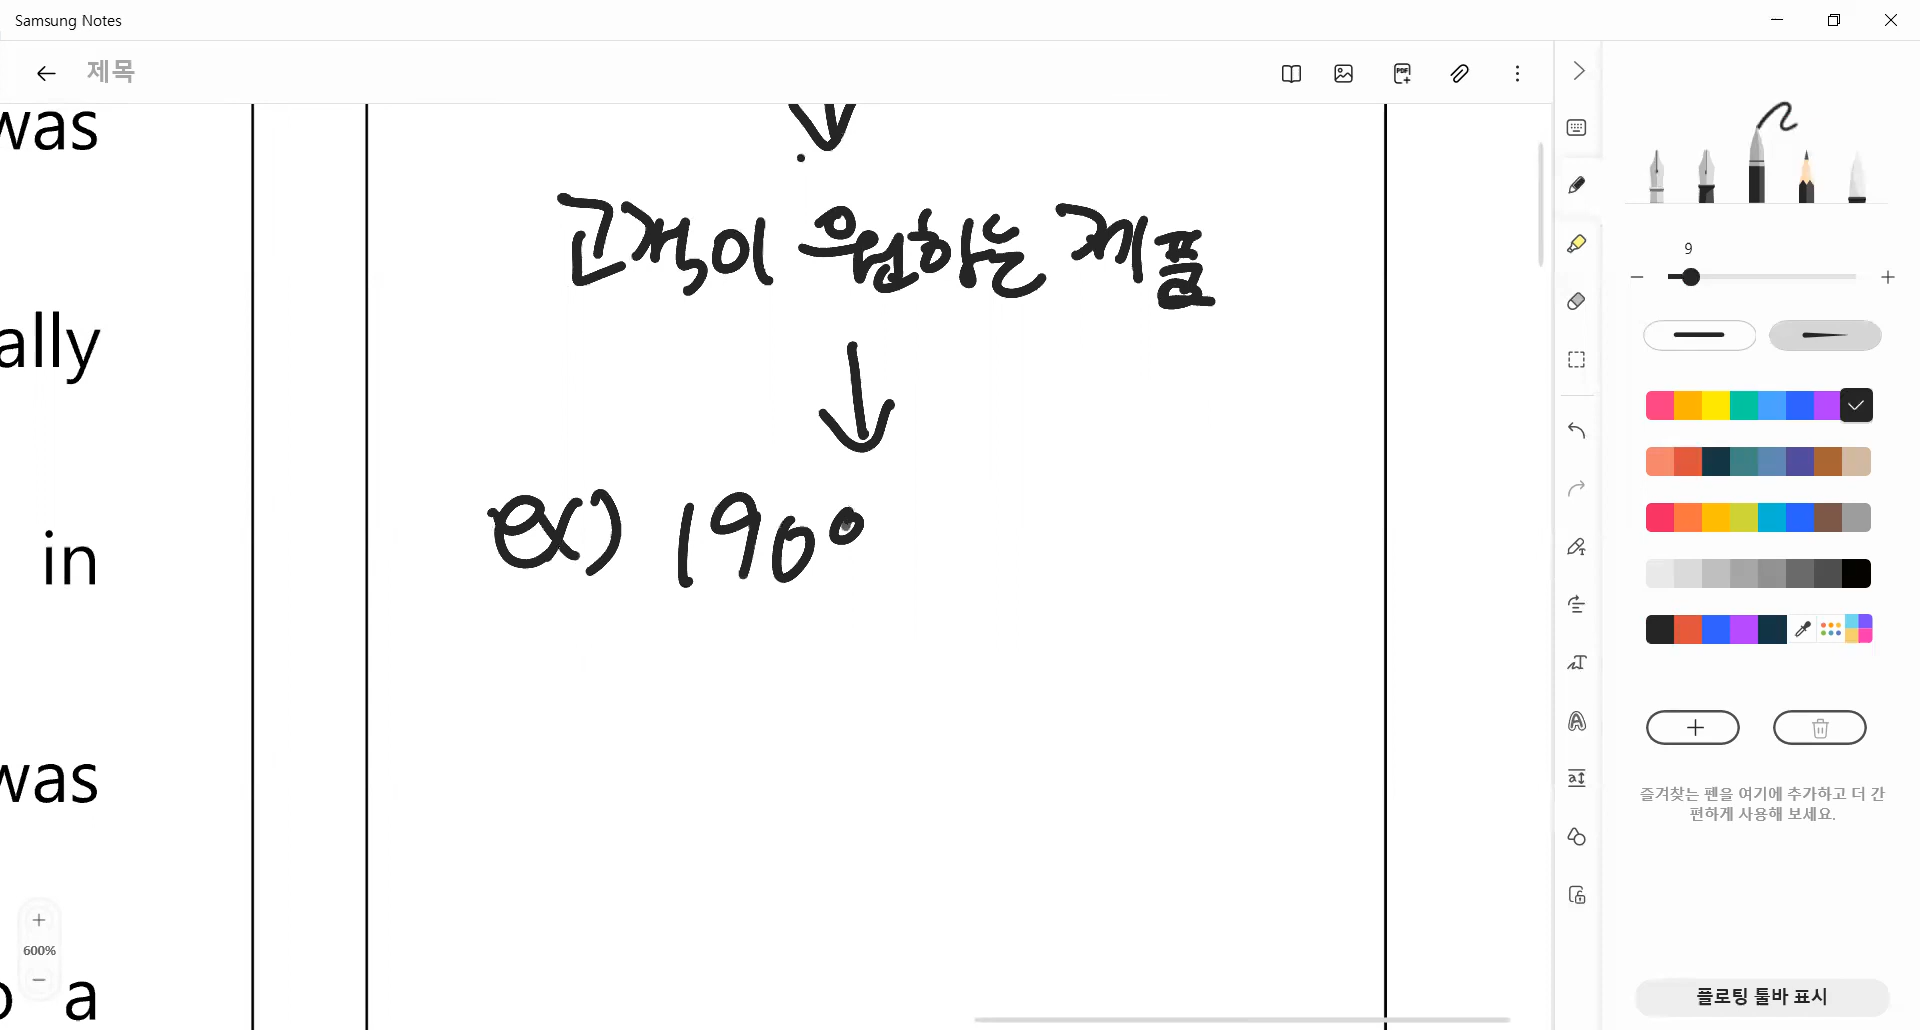 Samsung Notes
제목
was
고객이 원하는 제품
ally
ex) 190°
in
was
a
600%
9
즐겨찾는 펜을 여기에 추가하고 더 간
편하게 사용해 보세요.
플로팅 툴바 표시